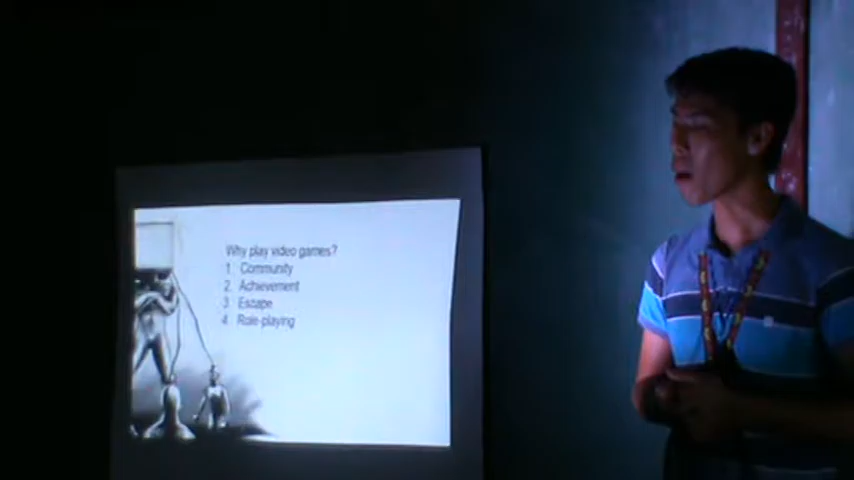 Why play video games?
1. Community
2. Achievement
3. Escape
4. Role-playing